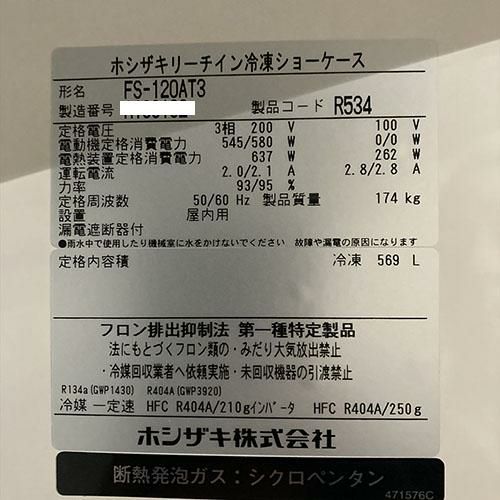 ホシザキリーチイン冷凍ショーケース
形名 FS-120AT3
製造番号 製品コード R534
定格電圧 3相 200 V 100 V
電動機定格消費電力 545/580 W 0/0 W
電熱装置定格消費電力 637 W 262 W
運転電流 2.0/2.1 A 2.8/2.8 A
力率 93/95 %
定格周波数 50/60 Hz 製品質量 174 kg
設置 屋内用
漏電遮断器付
●雨水中で使用したり機械室に水をかけないでください 故障や漏電の原因になります
定格内容積 冷凍 569 L
フロン排出抑制法 第一種特定製品
法にもとづくフロン類の・みだり大気放出禁止
・冷媒回収業者へ依頼実施・未回収機器の引渡禁止
R134a(GWP1430) R404A(GWP3920)
冷媒 一定速 HFC R404A/210gインバータ HFC R404A/250g
ホシザキ株式会社
断熱発泡ガス：シクロペンタン
471576C